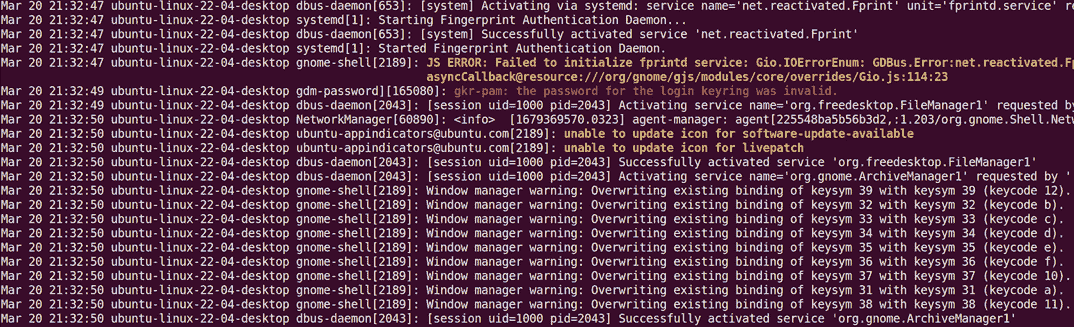 Mar 20 21:32:47 ubuntu-linux-22-04-desktop dbus-daemon[653]: [system] Activating via systemd: service name='net.reactivated.Fprint' unit='fprintd.service' re
Mar 20 21:32:47 ubuntu-linux-22-04-desktop systemd[1]: Starting Fingerprint Authentication Daemon...
Mar 20 21:32:47 ubuntu-linux-22-04-desktop dbus-daemon[653]: [system] Successfully activated service 'net.reactivated.Fprint'
Mar 20 21:32:47 ubuntu-linux-22-04-desktop systemd[1]: Started Fingerprint Authentication Daemon.
Mar 20 21:32:47 ubuntu-linux-22-04-desktop gnome-shell[2189]: JS ERROR: Failed to initialize fprintd service: Gio.IOErrorEnum: GDBus.Error:net.reactivated.Fp
asyncCallback@resource:///org/gnome/gjs/modules/core/overrides/Gio.js:114:23
Mar 20 21:32:49 ubuntu-linux-22-04-desktop gdm-password][165080]: gkr-pam: the password for the login keyring was invalid.
Mar 20 21:32:50 ubuntu-linux-22-04-desktop dbus-daemon[2043]: [session uid=1000 pid=2043] Activating service name='org.freedesktop.FileManager1' requested by
Mar 20 21:32:50 ubuntu-linux-22-04-desktop NetworkManager[60890]: <info>  [1679369570.0323] agent-manager: agent[225548ba5b56b3d2,:1.203/org.gnome.Shell.Netw
Mar 20 21:32:50 ubuntu-linux-22-04-desktop ubuntu-appindicators@ubuntu.com[2189]: unable to update icon for software-update-available
Mar 20 21:32:50 ubuntu-linux-22-04-desktop ubuntu-appindicators@ubuntu.com[2189]: unable to update icon for livepatch
Mar 20 21:32:50 ubuntu-linux-22-04-desktop dbus-daemon[2043]: [session uid=1000 pid=2043] Successfully activated service 'org.freedesktop.FileManager1'
Mar 20 21:32:50 ubuntu-linux-22-04-desktop dbus-daemon[2043]: [session uid=1000 pid=2043] Activating service name='org.gnome.ArchiveManager1' requested by '
Mar 20 21:32:50 ubuntu-linux-22-04-desktop gnome-shell[2189]: Window manager warning: Overwriting existing binding of keysym 39 with keysym 39 (keycode 12).
Mar 20 21:32:50 ubuntu-linux-22-04-desktop gnome-shell[2189]: Window manager warning: Overwriting existing binding of keysym 32 with keysym 32 (keycode b).
Mar 20 21:32:50 ubuntu-linux-22-04-desktop gnome-shell[2189]: Window manager warning: Overwriting existing binding of keysym 33 with keysym 33 (keycode c).
Mar 20 21:32:50 ubuntu-linux-22-04-desktop gnome-shell[2189]: Window manager warning: Overwriting existing binding of keysym 34 with keysym 34 (keycode d).
Mar 20 21:32:50 ubuntu-linux-22-04-desktop gnome-shell[2189]: Window manager warning: Overwriting existing binding of keysym 35 with keysym 35 (keycode e).
Mar 20 21:32:50 ubuntu-linux-22-04-desktop gnome-shell[2189]: Window manager warning: Overwriting existing binding of keysym 36 with keysym 36 (keycode f).
Mar 20 21:32:50 ubuntu-linux-22-04-desktop gnome-shell[2189]: Window manager warning: Overwriting existing binding of keysym 37 with keysym 37 (keycode 10).
Mar 20 21:32:50 ubuntu-linux-22-04-desktop gnome-shell[2189]: Window manager warning: Overwriting existing binding of keysym 31 with keysym 31 (keycode a).
Mar 20 21:32:50 ubuntu-linux-22-04-desktop gnome-shell[2189]: Window manager warning: Overwriting existing binding of keysym 38 with keysym 38 (keycode 11).
Mar 20 21:32:50 ubuntu-linux-22-04-desktop dbus-daemon[2043]: [session uid=1000 pid=2043] Successfully activated service 'org.gnome.ArchiveManager1'